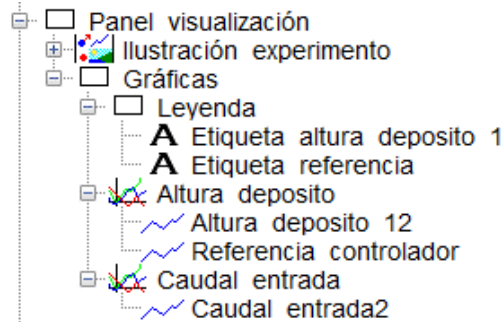 Panel visualización
Ilustración experimento
Gráficas
Leyenda
A Etiqueta altura deposito 1
A Etiqueta referencia
Altura deposito
Altura deposito 12
Referencia controlador
Caudal entrada
Caudal entrada2